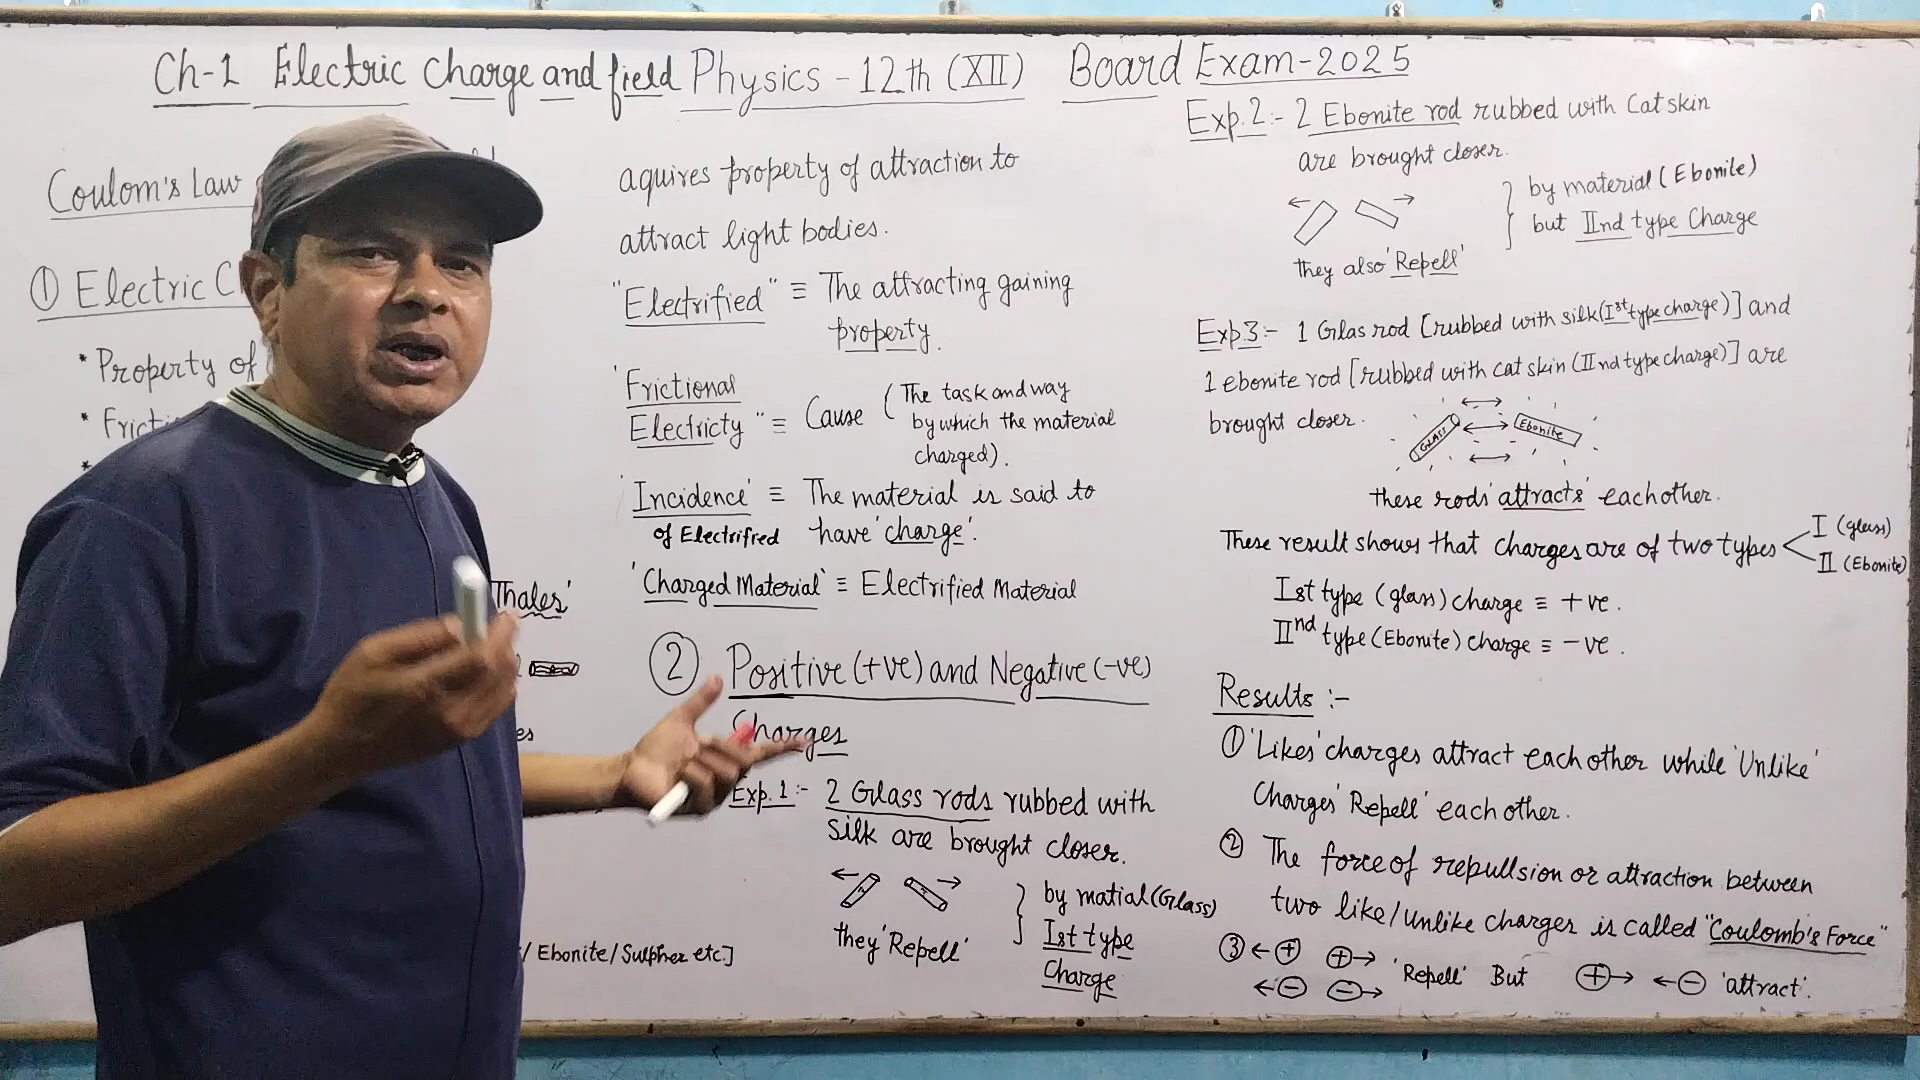 Ch-1 Electric Charge and field Physics - 12th (XII) Board Exam-2025
Coulom's Law
① Electric C
* Property of
* Fricti
*
Thales'
es
/ Ebonite/Sulpher etc.]
aquires property of attraction to
attract light bodies.
"Electrified" ≡ The attracting gaining
property.
'Frictional
Electricty" ≡ Cause (The task and way
by which the material
charged).
'Incidence' ≡ The material is said to
of Electrified have 'charge'.
'Charged Material' ≡ Electrified Material
② Positive (+ve) and Negative (-ve)
Charges
Exp. 1:- 2 Glass rods rubbed with
silk are brought closer.
they 'Repell'
} by matial (Glass)
Ist type
Charge
Exp. 2:- 2 Ebonite rod rubbed with Cat skin
are brought closer.
they also 'Repell'
} by material (Ebonite)
but IInd type Charge
Exp.3:- 1 Glas rod [rubbed with silk (Ist type charge)] and
1 ebonite rod [rubbed with cat skin (IInd type charge)] are
brought closer.
GLASS
Ebonite
these rods 'attracts' eachother.
These result shows that charges are of two types < I (glass)
II (Ebonite)
Ist type (glass) charge ≡ +ve.
IInd type (Ebonite) charge ≡ -ve.
Results :-
① 'Likes' charges attract each other while 'Unlike'
Charges 'Repell' each other.
② The force of repullsion or attraction between
two like/unlike charger is called "Coulomb's Force"
③ ← ⊕ ⊕ → 'Repell' But ⊕ → ← ⊖ 'attract'.
← ⊖ ⊖ →